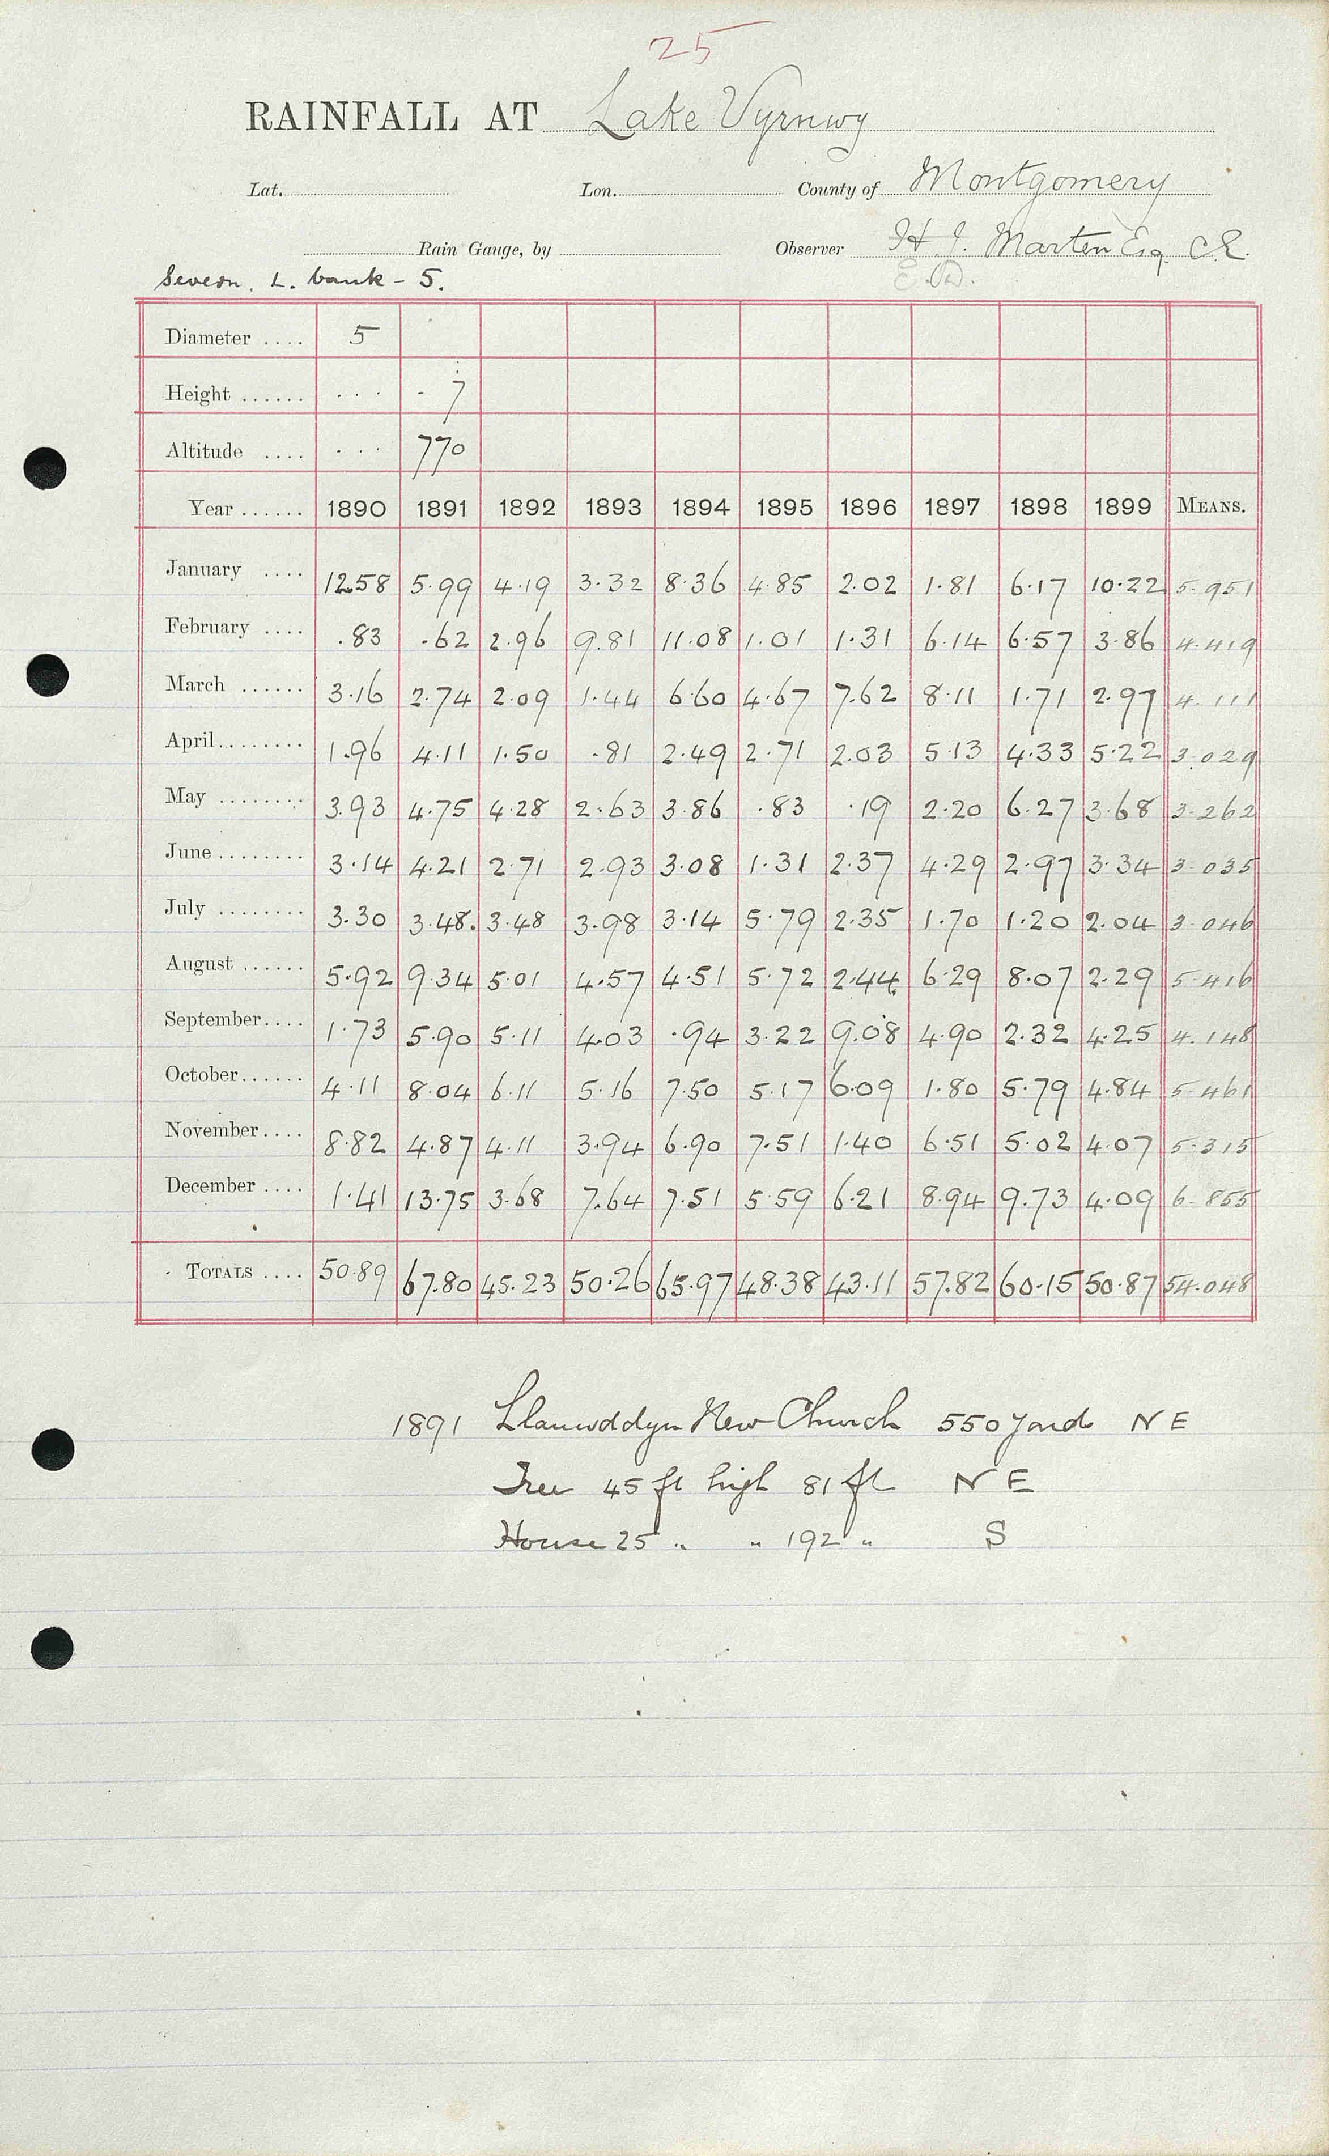 25
RAINFALL AT Lake Vyrnwy
Lat. Lon. County of Montgomery
Rain Gauge, by Observer H. J. Marten Esq. C.E.
E.D.
Severn. L. bank - 5.
Diameter .... 5
Height ...... . . . - 7
Altitude .... . . . 770
Year ...... 1890 1891 1892 1893 1894 1895 1896 1897 1898 1899 MEANS.
January .... 12.58 5.99 4.19 3.32 8.36 4.85 2.02 1.81 6.17 10.22 5.951
February .... .83 .62 2.96 9.81 11.08 1.01 1.31 6.14 6.57 3.86 4.419
March ...... 3.16 2.74 2.09 1.44 6.60 4.67 7.62 8.11 1.71 2.97 4.111
April........ 1.96 4.11 1.50 .81 2.49 2.71 2.03 5.13 4.33 5.22 3.029
May ........ 3.93 4.75 4.28 2.63 3.86 .83 .19 2.20 6.27 3.68 3.262
June........ 3.14 4.21 2.71 2.93 3.08 1.31 2.37 4.29 2.97 3.34 3.035
July ........ 3.30 3.48. 3.48 3.98 3.14 5.79 2.35 1.70 1.20 2.04 3.046
August ...... 5.92 9.34 5.01 4.57 4.51 5.72 2.44 6.29 8.07 2.29 5.416
September.... 1.73 5.90 5.11 4.03 .94 3.22 9.08 4.90 2.32 4.25 4.148
October...... 4.11 8.04 6.11 5.16 7.50 5.17 6.09 1.80 5.79 4.84 5.461
November.... 8.82 4.87 4.11 3.94 6.90 7.51 1.40 6.51 5.02 4.07 5.315
December .... 1.41 13.75 3.68 7.64 7.51 5.59 6.21 8.94 9.73 4.09 6.855
TOTALS .... 50.89 67.80 45.23 50.26 65.97 48.38 43.11 57.82 60.15 50.87 54.048
1891 Llanwddyn New Church 550 yards N E
Tree 45 ft high 81 ft N E
House 25 " " 192 " S